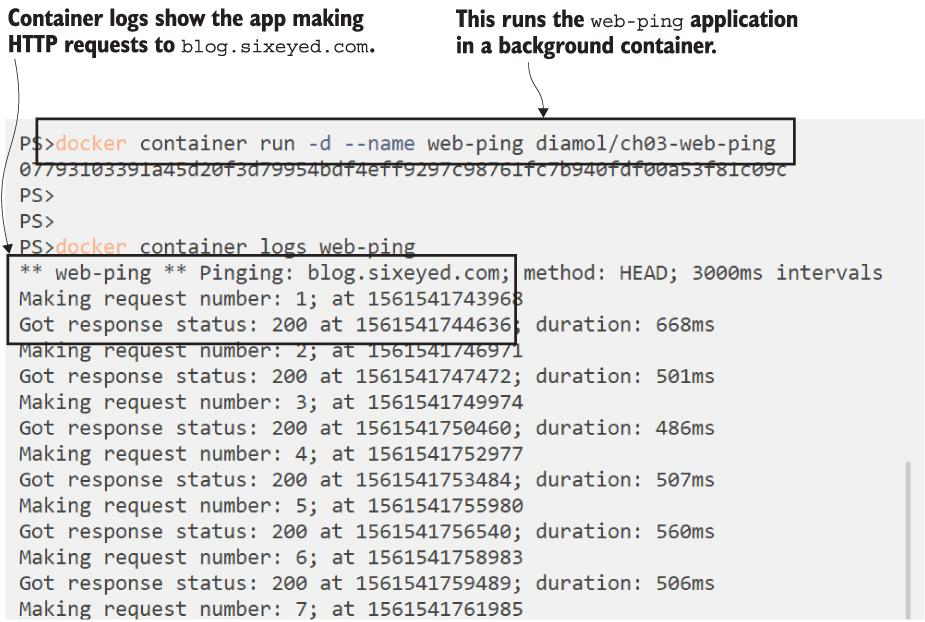 Container logs show the app making
HTTP requests to blog.sixeyed.com.
This runs the web-ping application
in a background container.
PS>docker container run -d --name web-ping diamol/ch03-web-ping
07793103391a45d20f3d79954bdf4eff9297c98761fc7b940fdf00a53f81c09c
PS>
PS>
PS>docker container logs web-ping
** web-ping ** Pinging: blog.sixeyed.com; method: HEAD; 3000ms intervals
Making request number: 1; at 1561541743968
Got response status: 200 at 1561541744636; duration: 668ms
Making request number: 2; at 1561541746971
Got response status: 200 at 1561541747472; duration: 501ms
Making request number: 3; at 1561541749974
Got response status: 200 at 1561541750460; duration: 486ms
Making request number: 4; at 1561541752977
Got response status: 200 at 1561541753484; duration: 507ms
Making request number: 5; at 1561541755980
Got response status: 200 at 1561541756540; duration: 560ms
Making request number: 6; at 1561541758983
Got response status: 200 at 1561541759489; duration: 506ms
Making request number: 7; at 1561541761985